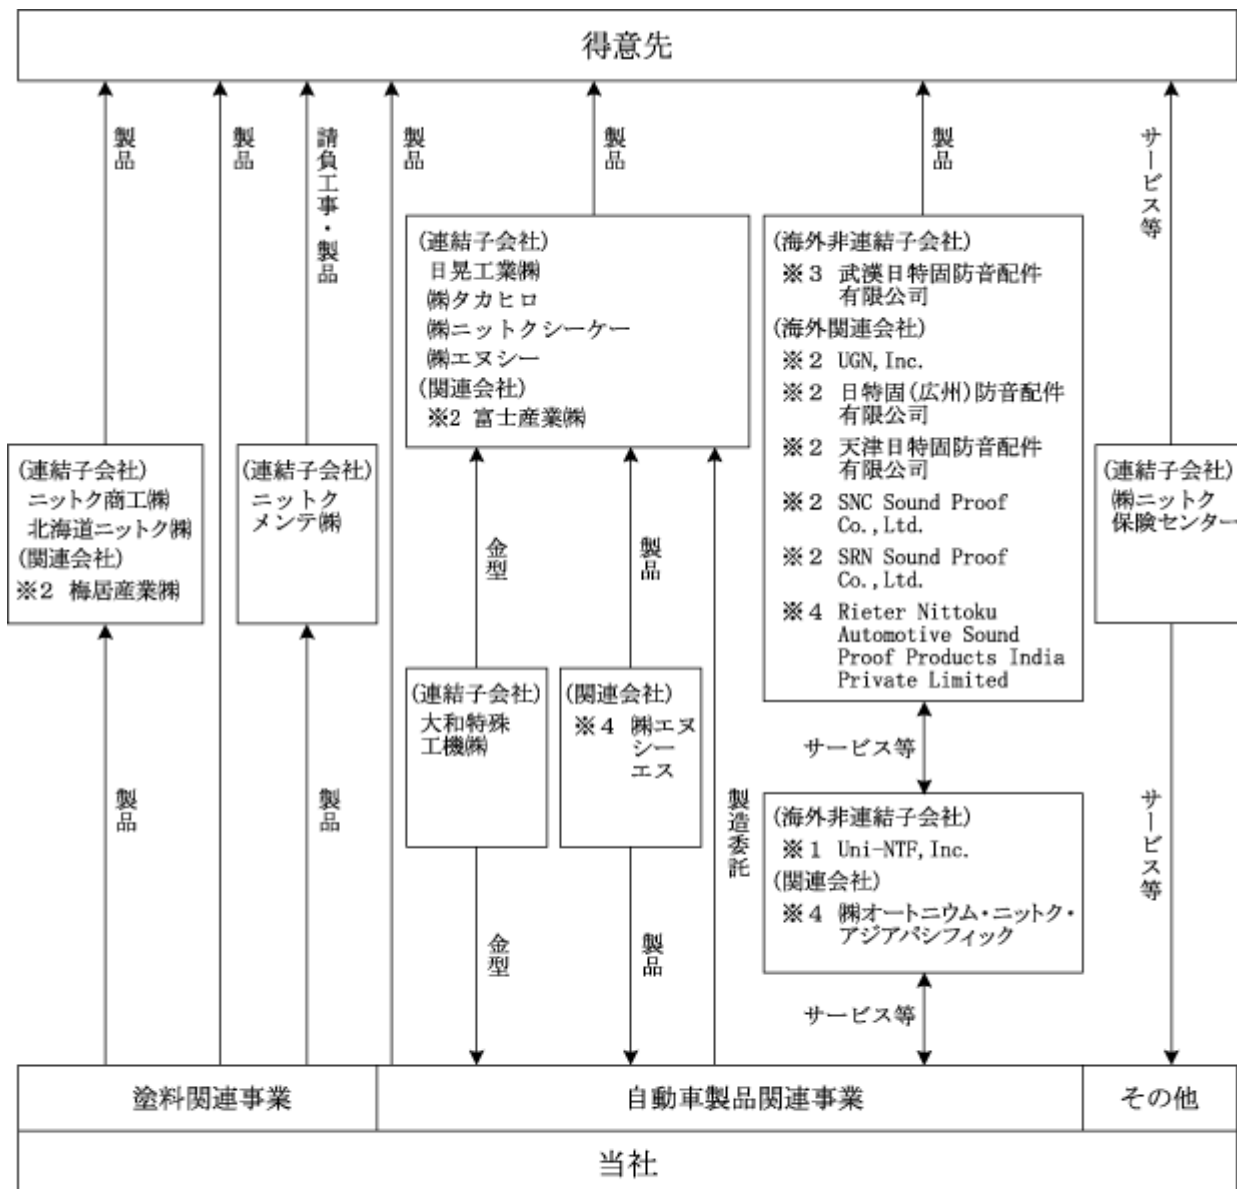 得意先
製品
製品
請負工事・製品
製品
製品
製品
サービス等
(連結子会社)
日晃工業㈱
㈱タカヒロ
㈱ニットクシーケー
㈱エヌシー
(関連会社)
※2 富士産業㈱
(海外非連結子会社)
※3 武漢日特固防音配件
有限公司
(海外関連会社)
※2 UGN,Inc.
※2 日特固(広州)防音配件
有限公司
※2 天津日特固防音配件
有限公司
※2 SNC Sound Proof
Co.,Ltd.
※2 SRN Sound Proof
Co.,Ltd.
※4 Rieter Nittoku
Automotive Sound
Proof Products India
Private Limited
(連結子会社)
ニットク商工㈱
北海道ニットク㈱
(関連会社)
※2 梅居産業㈱
(連結子会社)
ニットク
メンテ㈱
(連結子会社)
㈱ニットク
保険センター
金型
製品
(連結子会社)
大和特殊
工機㈱
(関連会社)
※4 ㈱エヌ
シー
エス
サービス等
製品
製品
製造委託
(海外非連結子会社)
※1 Uni-NTF,Inc.
(関連会社)
※4 ㈱オートニウム・ニットク・
アジアパシフィック
サービス等
金型
製品
サービス等
塗料関連事業
自動車製品関連事業
その他
当社